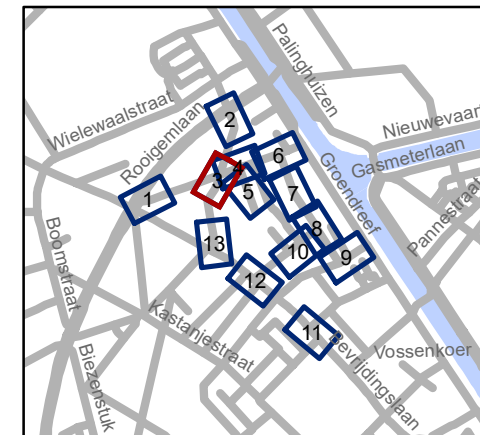 Palinghuizen
Wielewaalstraat
Rooigemlaan
Nieuwevaart
Gasmeterlaan
Groendreef
Pannestraat
Boomstraat
Kastanjestraat
Biezenstuk
Bevrijdingslaan
Vossenkoer
1
2
3
4
5
6
7
8
9
10
11
12
13